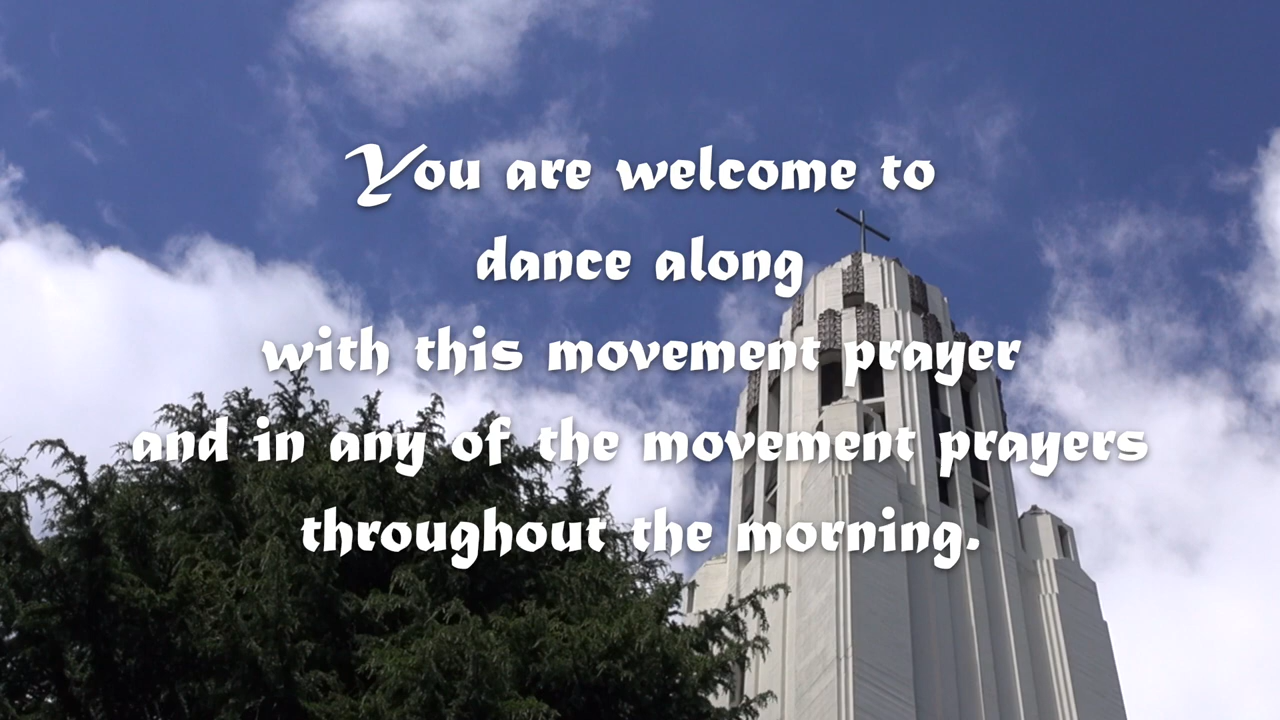 You are welcome to
dance along
with this movement prayer
and in any of the movement prayers
throughout the morning.